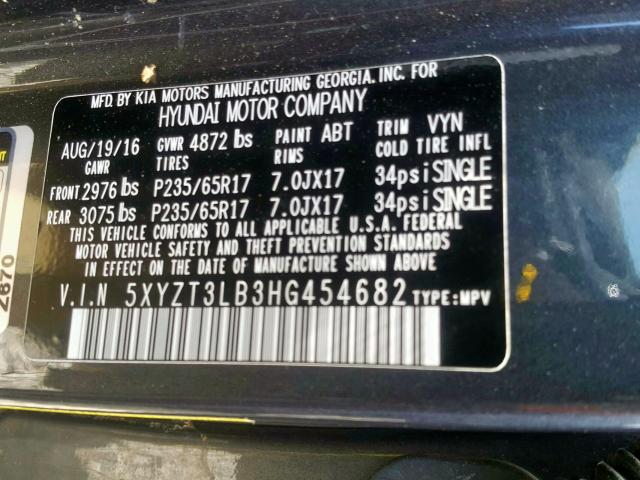 MFD. BY KIA MOTORS MANUFACTURING GEORGIA. INC. FOR
HYUNDAI MOTOR COMPANY
AUG/19/16 GVWR 4872 lbs PAINT ABT TRIM VYN
GAWR TIRES RIMS COLD TIRE INFL
FRONT 2976 lbs P235/65R17 7.0JX17 34psi SINGLE
REAR 3075 lbs P235/65R17 7.0JX17 34psi SINGLE
THIS VEHICLE CONFORMS TO ALL APPLICABLE U.S.A. FEDERAL
MOTOR VEHICLE SAFETY AND THEFT PREVENTION STANDARDS
IN EFFECT ON THE DATE OF MANUFACTURE SHOWN ABOVE.
V.I.N 5XYZT3LB3HG454682 TYPE:MPV
2670